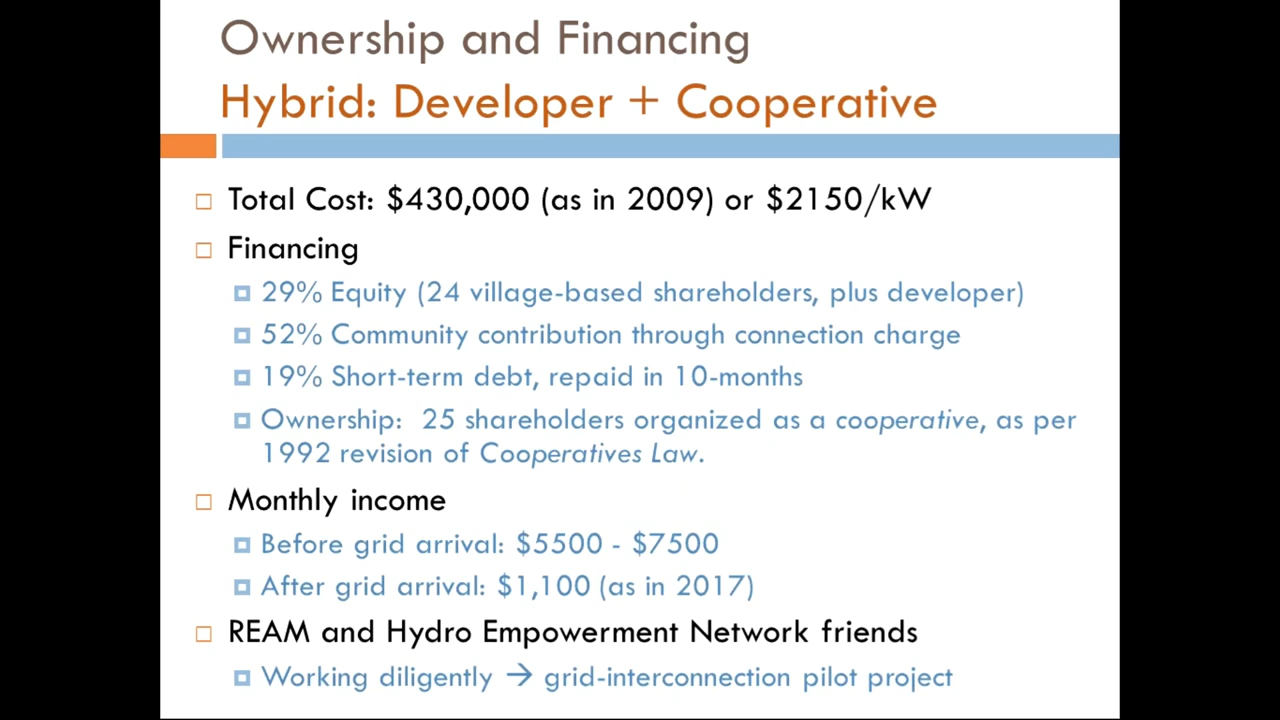 Ownership and Financing
Hybrid: Developer + Cooperative
Total Cost: $430,000 (as in 2009) or $2150/kW
Financing
29% Equity (24 village-based shareholders, plus developer)
52% Community contribution through connection charge
19% Short-term debt, repaid in 10-months
Ownership: 25 shareholders organized as a cooperative, as per
1992 revision of Cooperatives Law.
Monthly income
Before grid arrival: $5500 - $7500
After grid arrival: $1,100 (as in 2017)
REAM and Hydro Empowerment Network friends
Working diligently → grid-interconnection pilot project